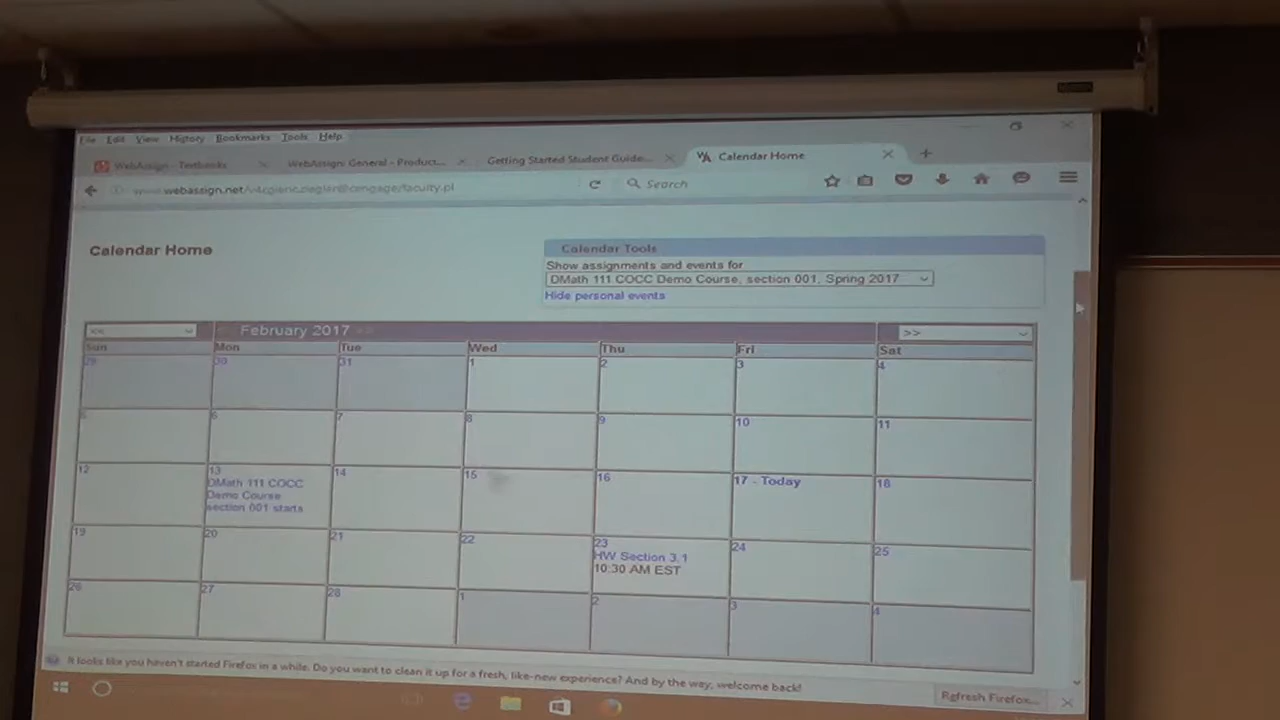 File Edit View History Bookmarks Tools Help
WebAssign - Textbooks WebAssign: General - Product... Getting Started Student Guide... Calendar Home
Search
Calendar Home
Calendar Tools
Show assignments and events for
DMath 111 COCC Demo Course, section 001, Spring 2017
Hide personal events
<< February 2017 >> >>
Sun Mon Tue Wed Thu Fri Sat
29 30 31 1 2 3 4
5 6 7 8 9 10 11
12 13 14 15 16 17 - Today 18
DMath 111 COCC
Demo Course
section 001 starts
19 20 21 22 23 24 25
HW Section 3.1
10:30 AM EST
26 27 28 1 2 3 4
It looks like you haven't started Firefox in a while. Do you want to clean it up for a fresh, like-new experience? And by the way, welcome back!
Refresh Firefox...